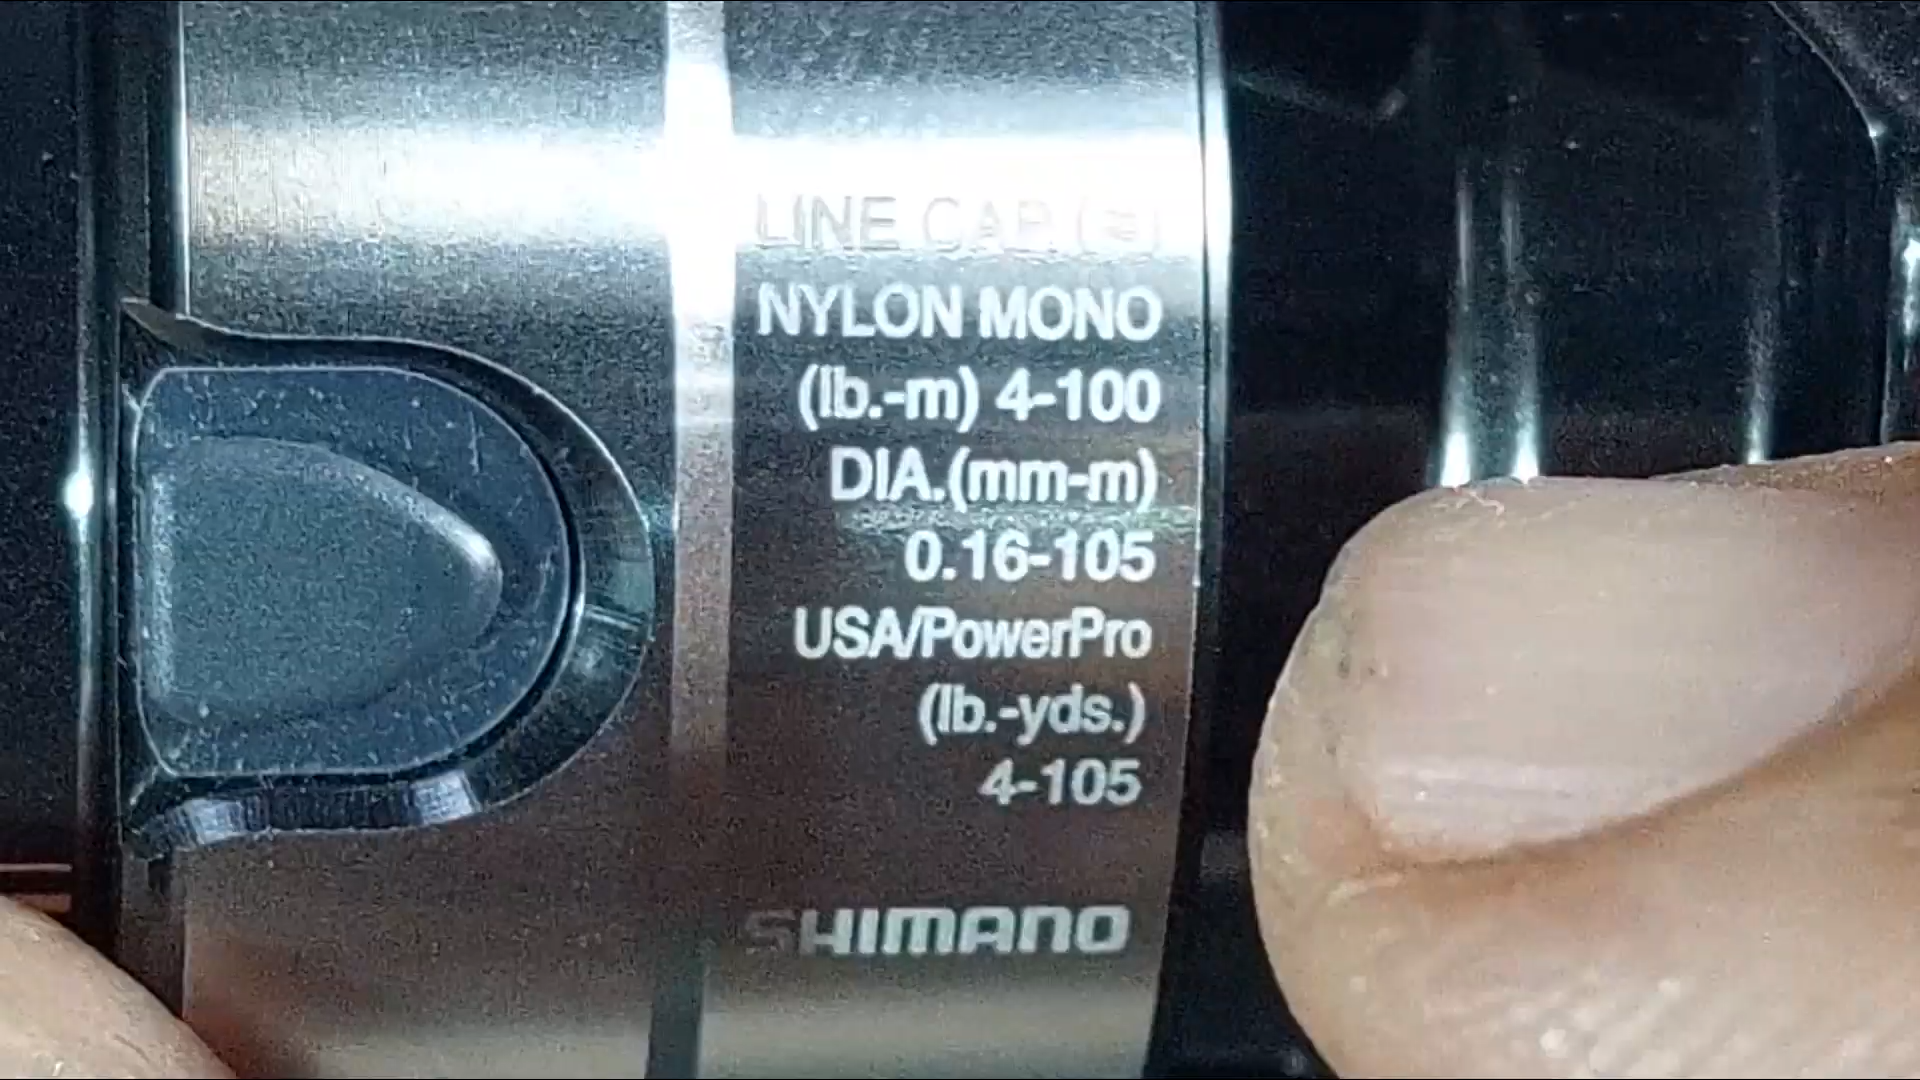 LINE CAP.(≈)
NYLON MONO
(lb.-m) 4-100
DIA.(mm-m)
0.16-105
USA/PowerPro
(lb.-yds.)
4-105
SHIMANO